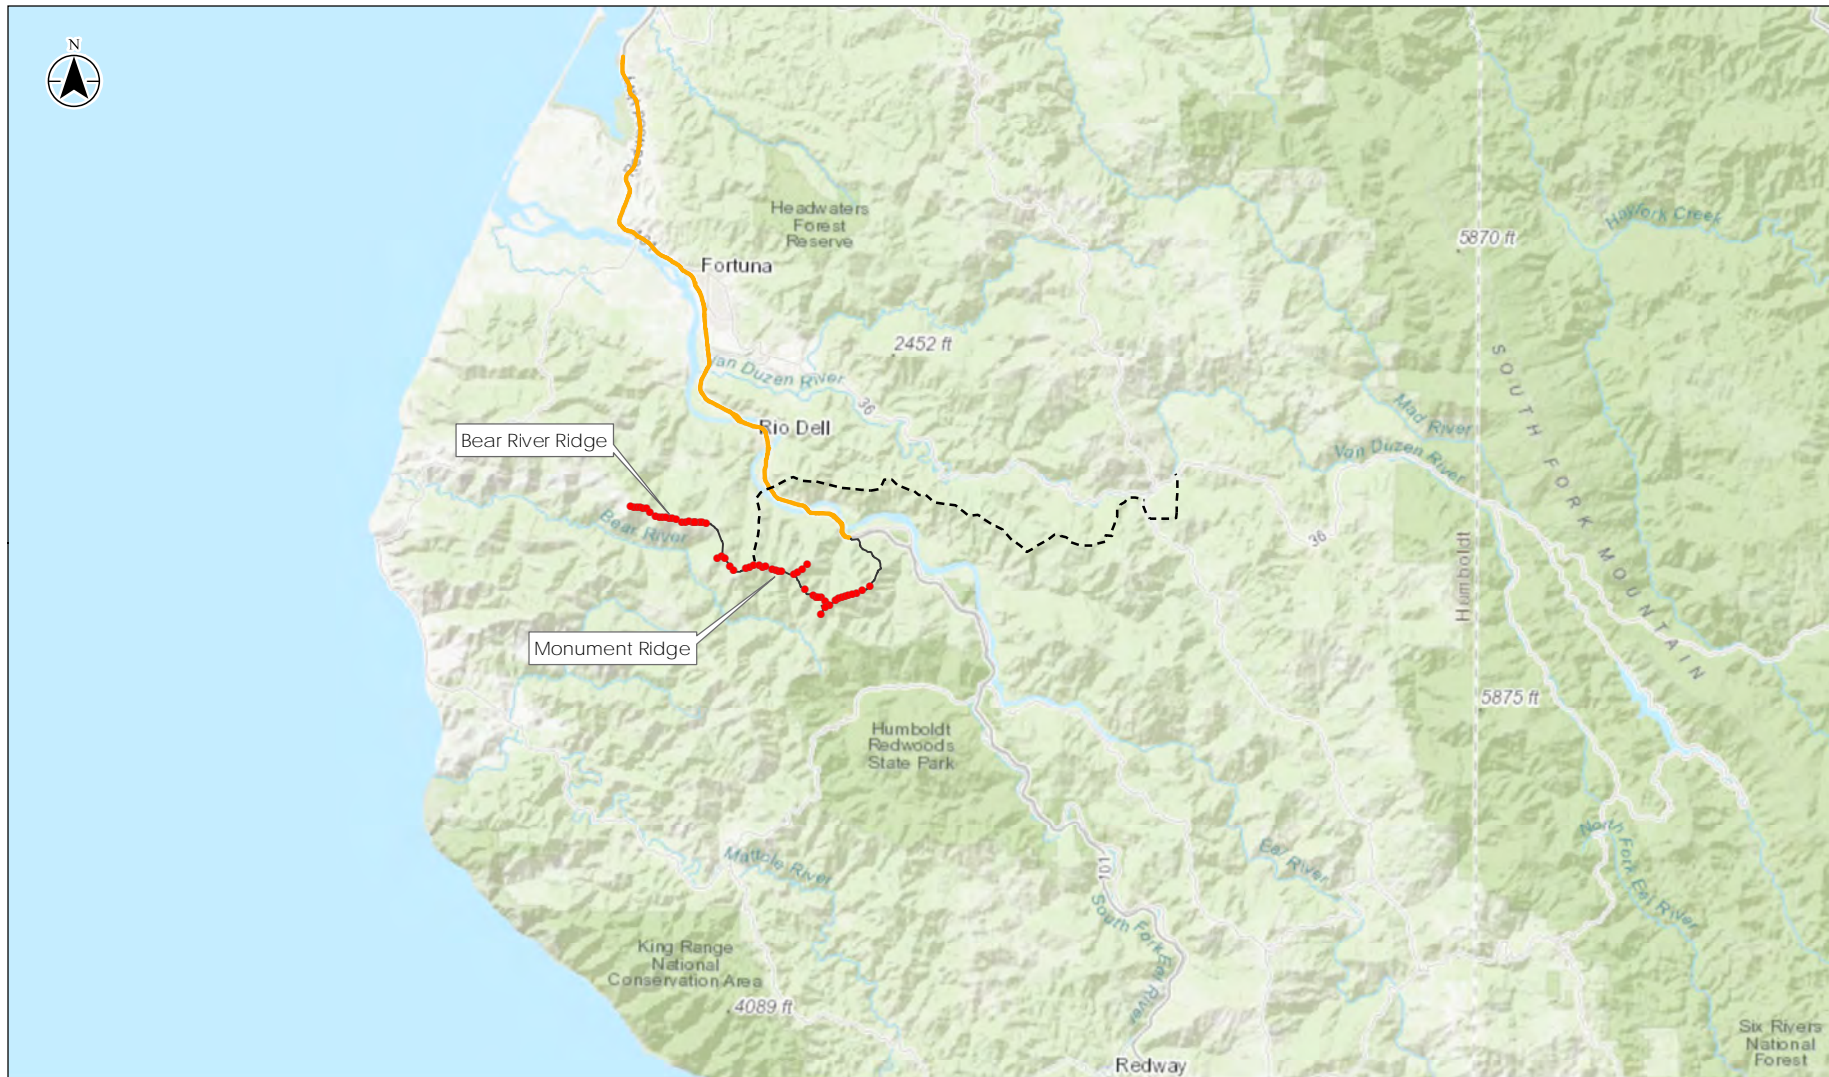 N
Redwood Hwy
101
Headwaters
Forest
Reserve
Hayfork Creek
5870 ft
Fortuna
2452 ft
Van Duzen River
36
SOUTH FORK MOUNTAIN
Mad River
Rio Dell
Bear River Ridge
Van Duzen River
Bear River
36
Humboldt
Monument Ridge
5875 ft
Humboldt
Redwoods
State Park
North Fork Eel River
Eel River
Mattole River
101
South Fork Eel River
King Range
National
Conservation Area
4089 ft
Six Rivers
National
Forest
Redway